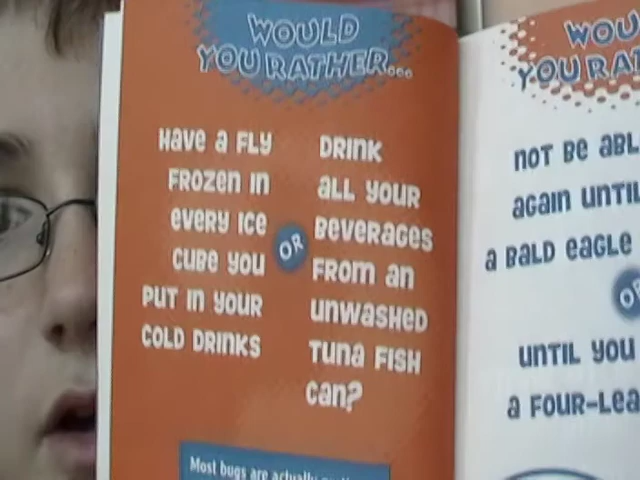 WOULD
YOU RATHER...
HAVE A FLY
FROZEN IN
EVERY ICE
CUBE YOU
PUT IN YOUR
COLD DRINKS
OR
DRINK
ALL YOUR
BEVERAGES
FROM AN
UNWASHED
TUNA FISH
CAN?
Most bugs are actually
WOU
YOU RAT
NOT BE ABL
AGAIN UNTIL
A BALD EAGLE
OR
UNTIL YOU
A FOUR-LEA